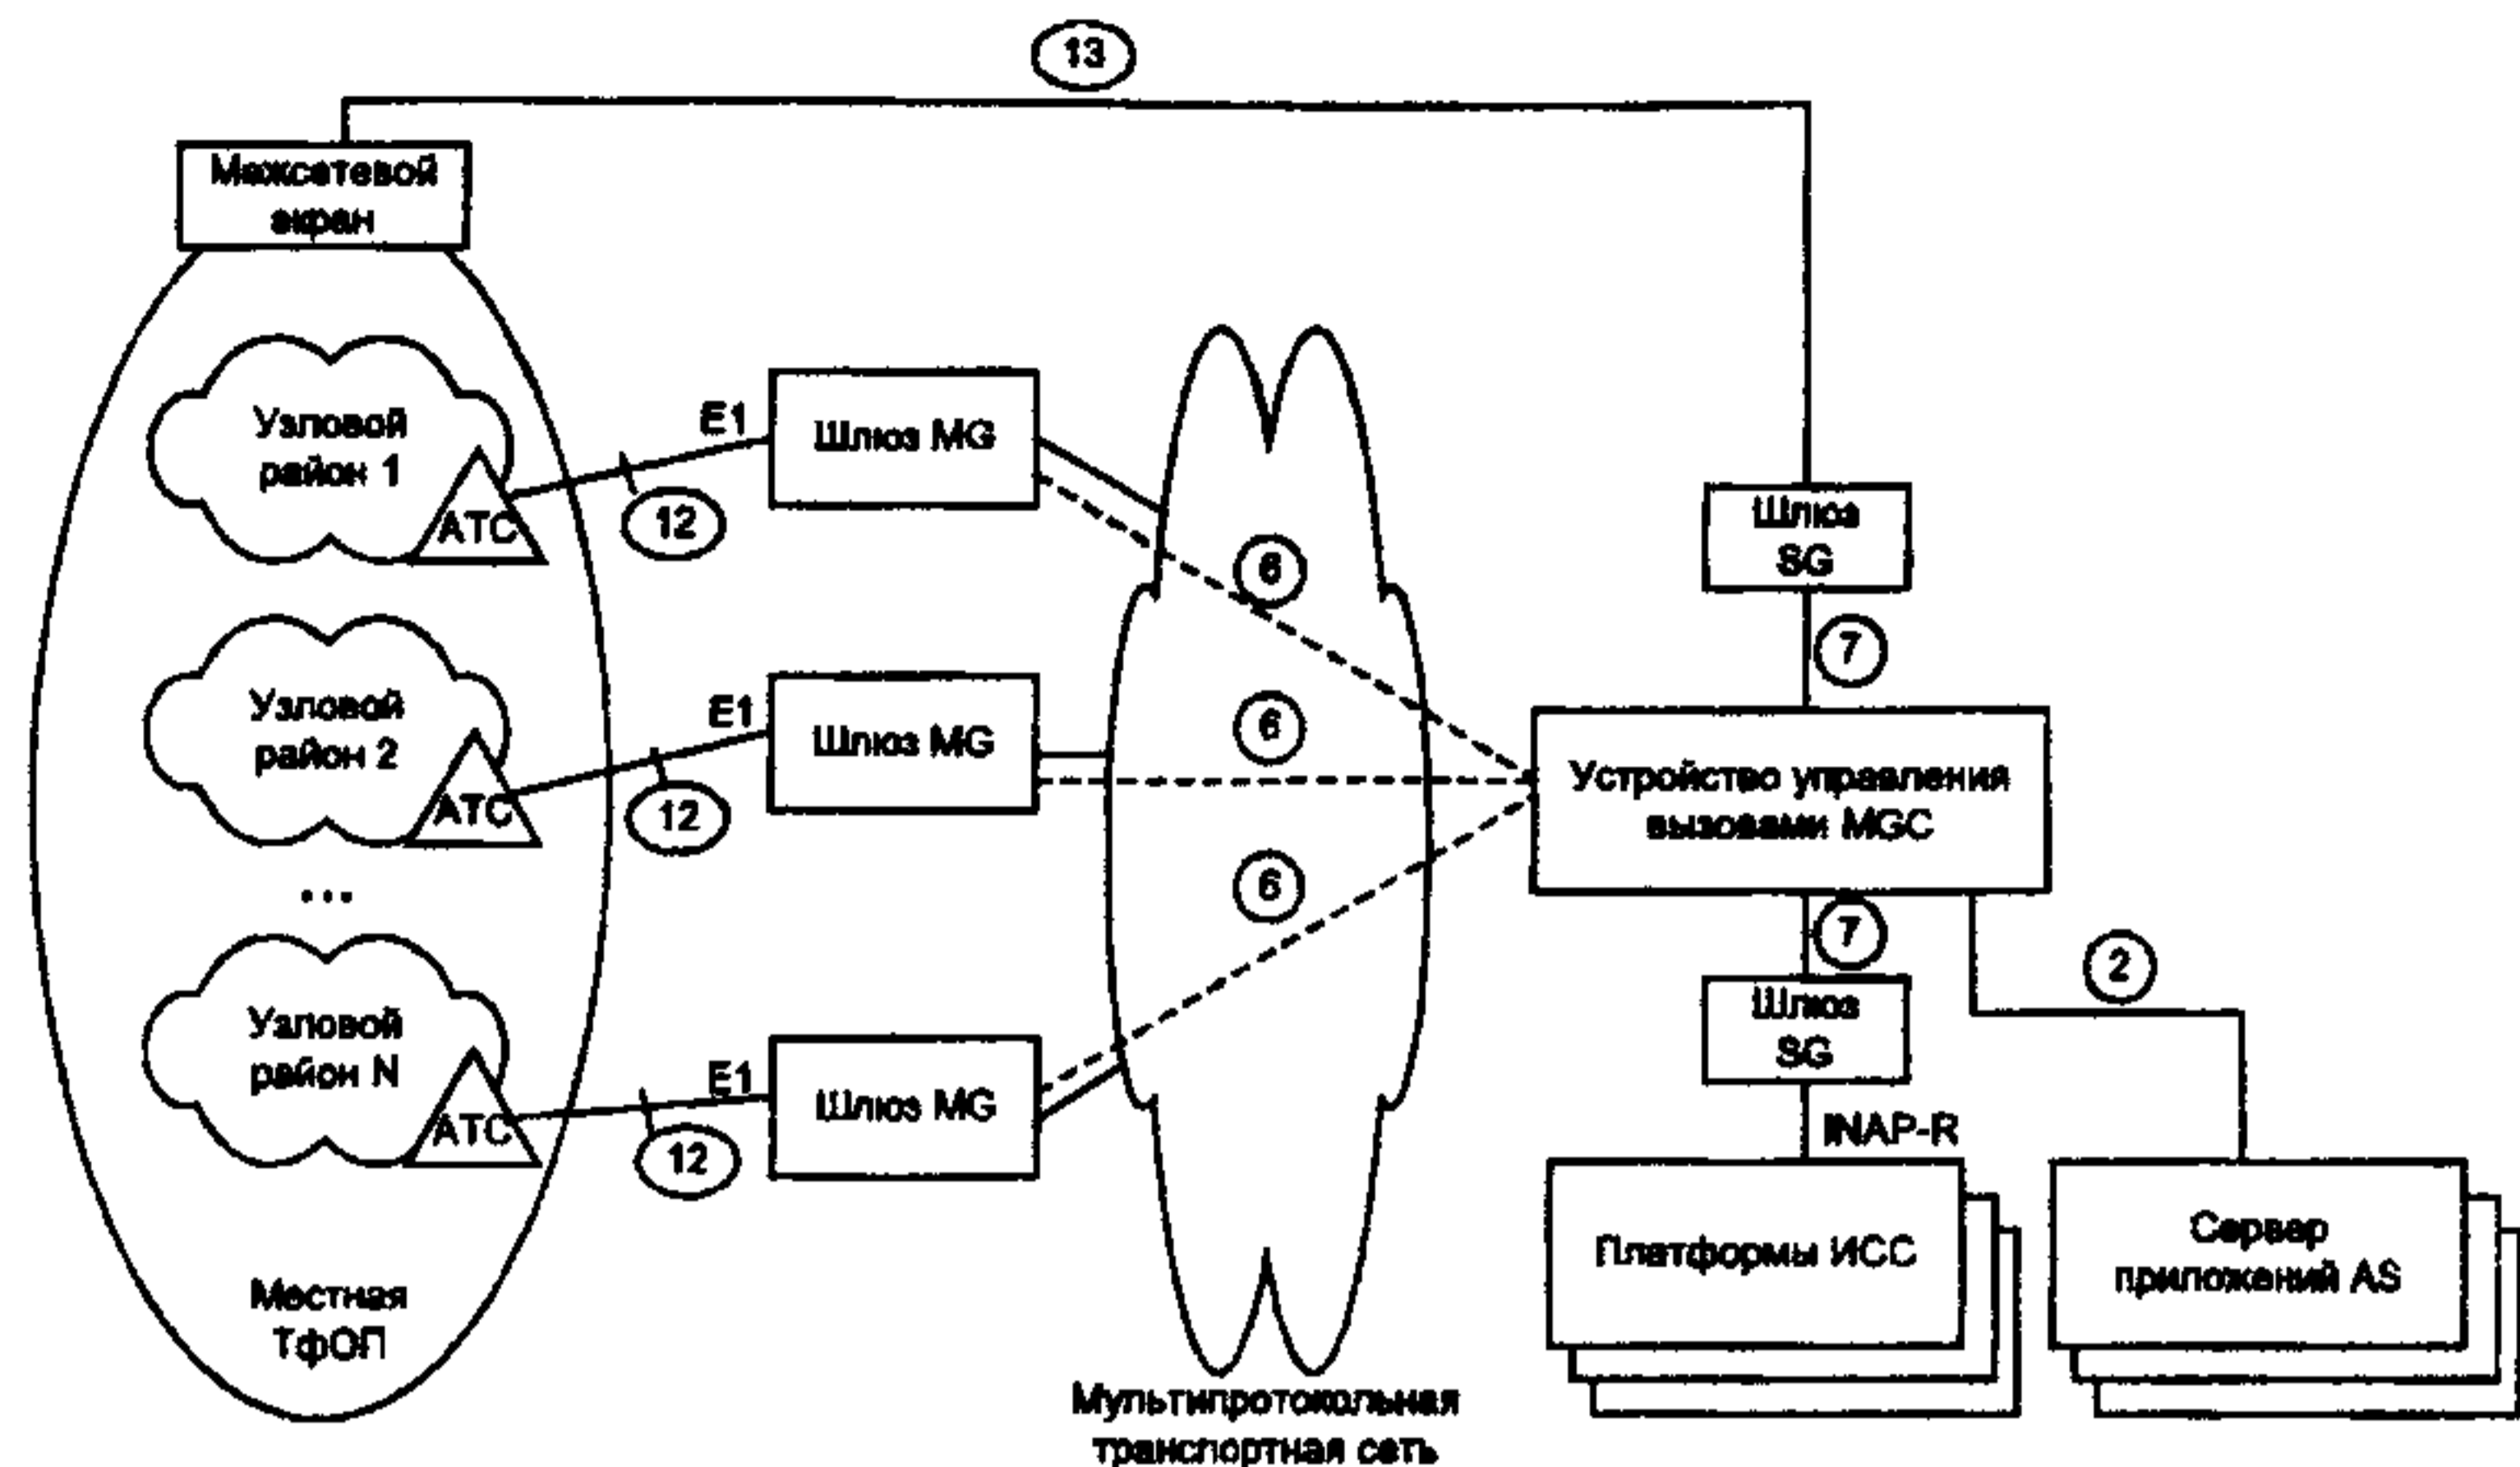 13
Межсетевой
экран
Узловой
район 1
АТС
12
E1
Шлюз MG
6
Шлюз
SG
7
Узловой
район 2
АТС
12
E1
Шлюз MG
6
Устройство управления
вызовами MGC
...
6
7
2
Узловой
район N
АТС
12
E1
Шлюз MG
Шлюз
SG
INAP-R
Платформы ИСС
Сервер
приложений AS
Местная
ТфОП
Мультипротокольная
транспортная сеть